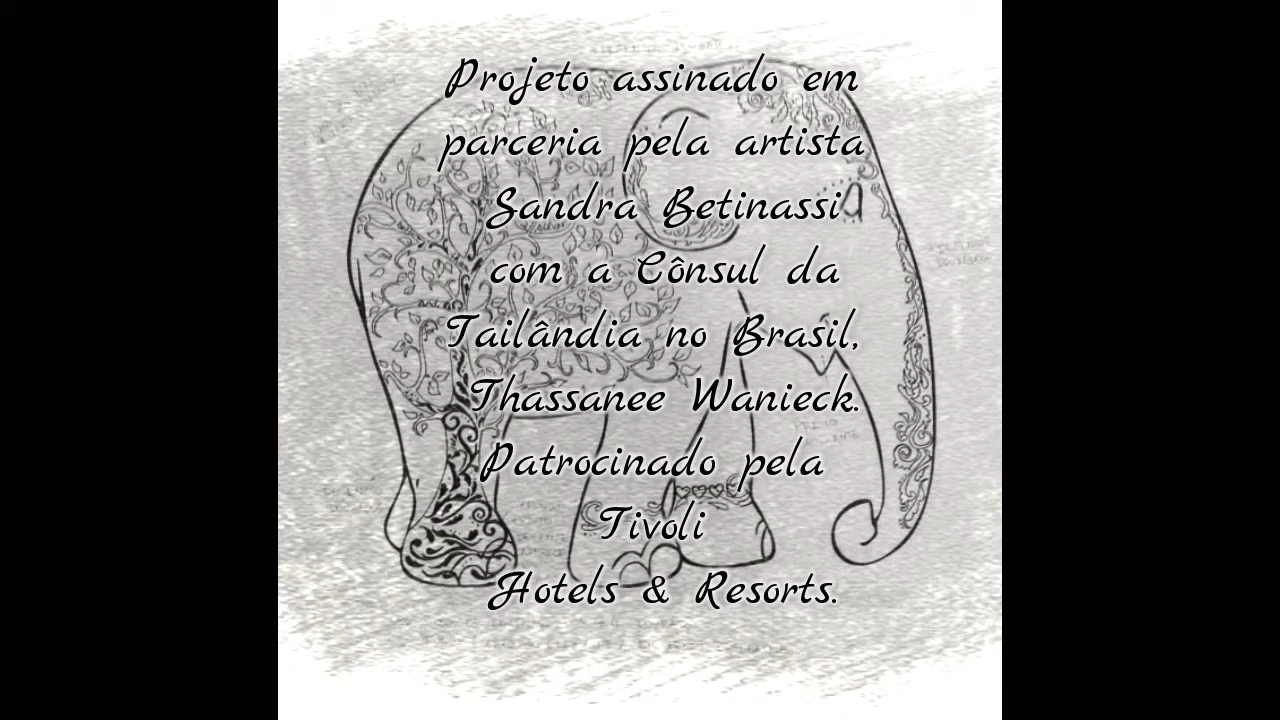 Projeto assinado em
parceria pela artista
Sandra Betinassi
com a Cônsul da
Tailândia no Brasil,
Thassanee Wanieck.
Patrocinado pela
Tivoli
Hotels & Resorts.